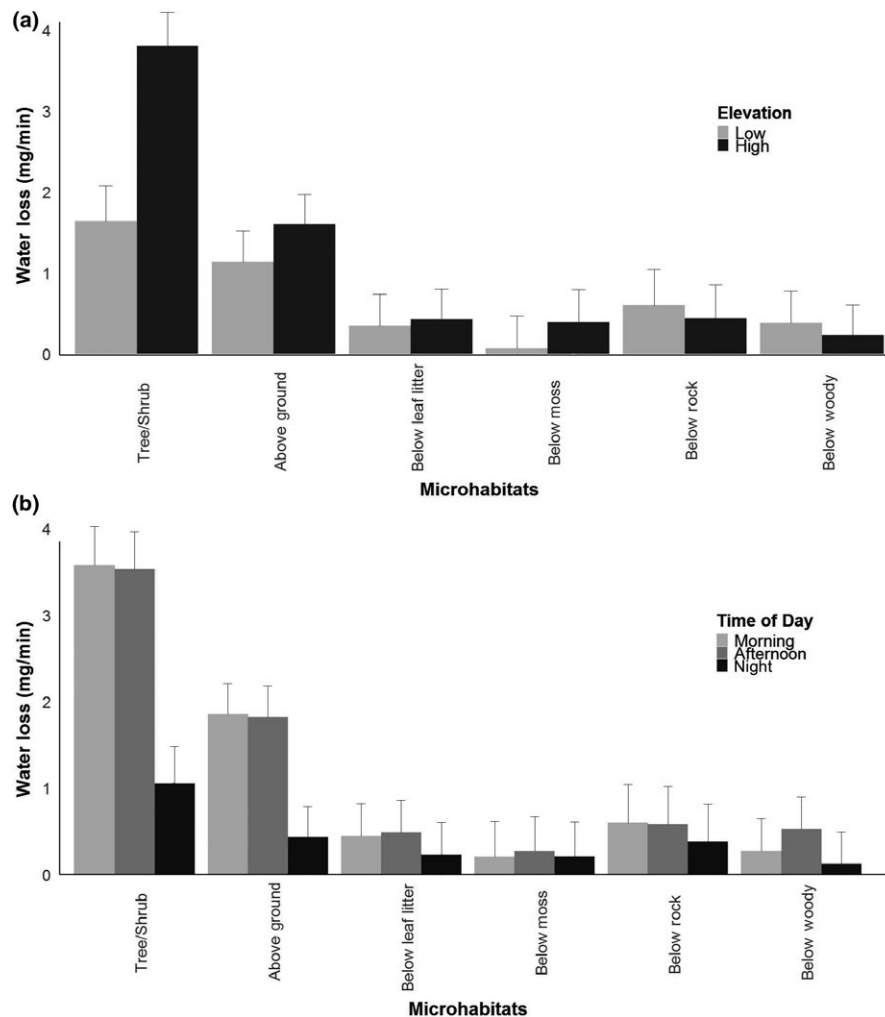 (a)
4
3
2
1
0
Water loss (mg/min)
Elevation
Low
High
Tree/Shrub
Above ground
Below leaf litter
Below moss
Below rock
Below woody
Microhabitats
(b)
4
3
2
1
0
Water loss (mg/min)
Time of Day
Morning
Afternoon
Night
Tree/Shrub
Above ground
Below leaf litter
Below moss
Below rock
Below woody
Microhabitats